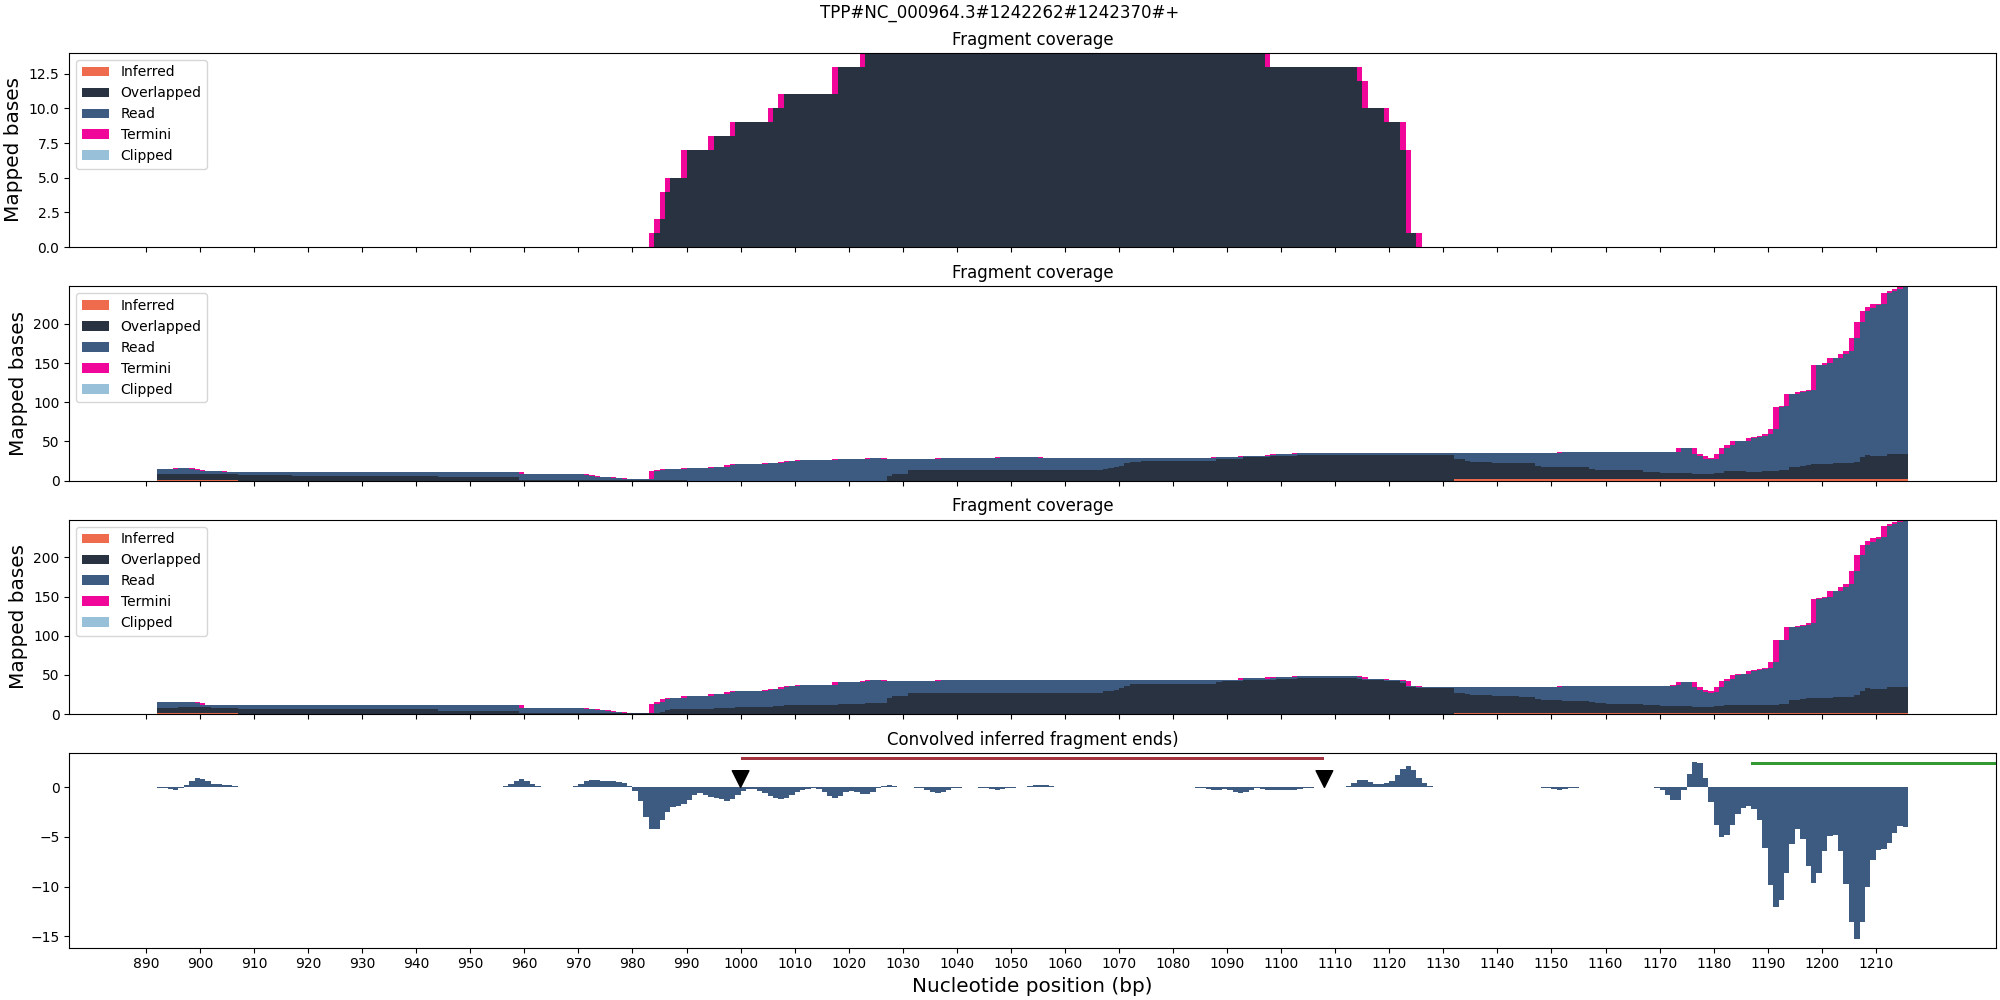 TPP#NC_000964.3#1242262#1242370#+
Fragment coverage
Mapped bases
12.5
10.0
7.5
5.0
2.5
0.0
Inferred
Overlapped
Read
Termini
Clipped
Fragment coverage
Mapped bases
200
150
100
50
0
Inferred
Overlapped
Read
Termini
Clipped
Fragment coverage
Mapped bases
200
150
100
50
0
Inferred
Overlapped
Read
Termini
Clipped
Convolved inferred fragment ends)
0
−5
−10
−15
890 900 910 920 930 940 950 960 970 980 990 1000 1010 1020 1030 1040 1050 1060 1070 1080 1090 1100 1110 1120 1130 1140 1150 1160 1170 1180 1190 1200 1210
Nucleotide position (bp)